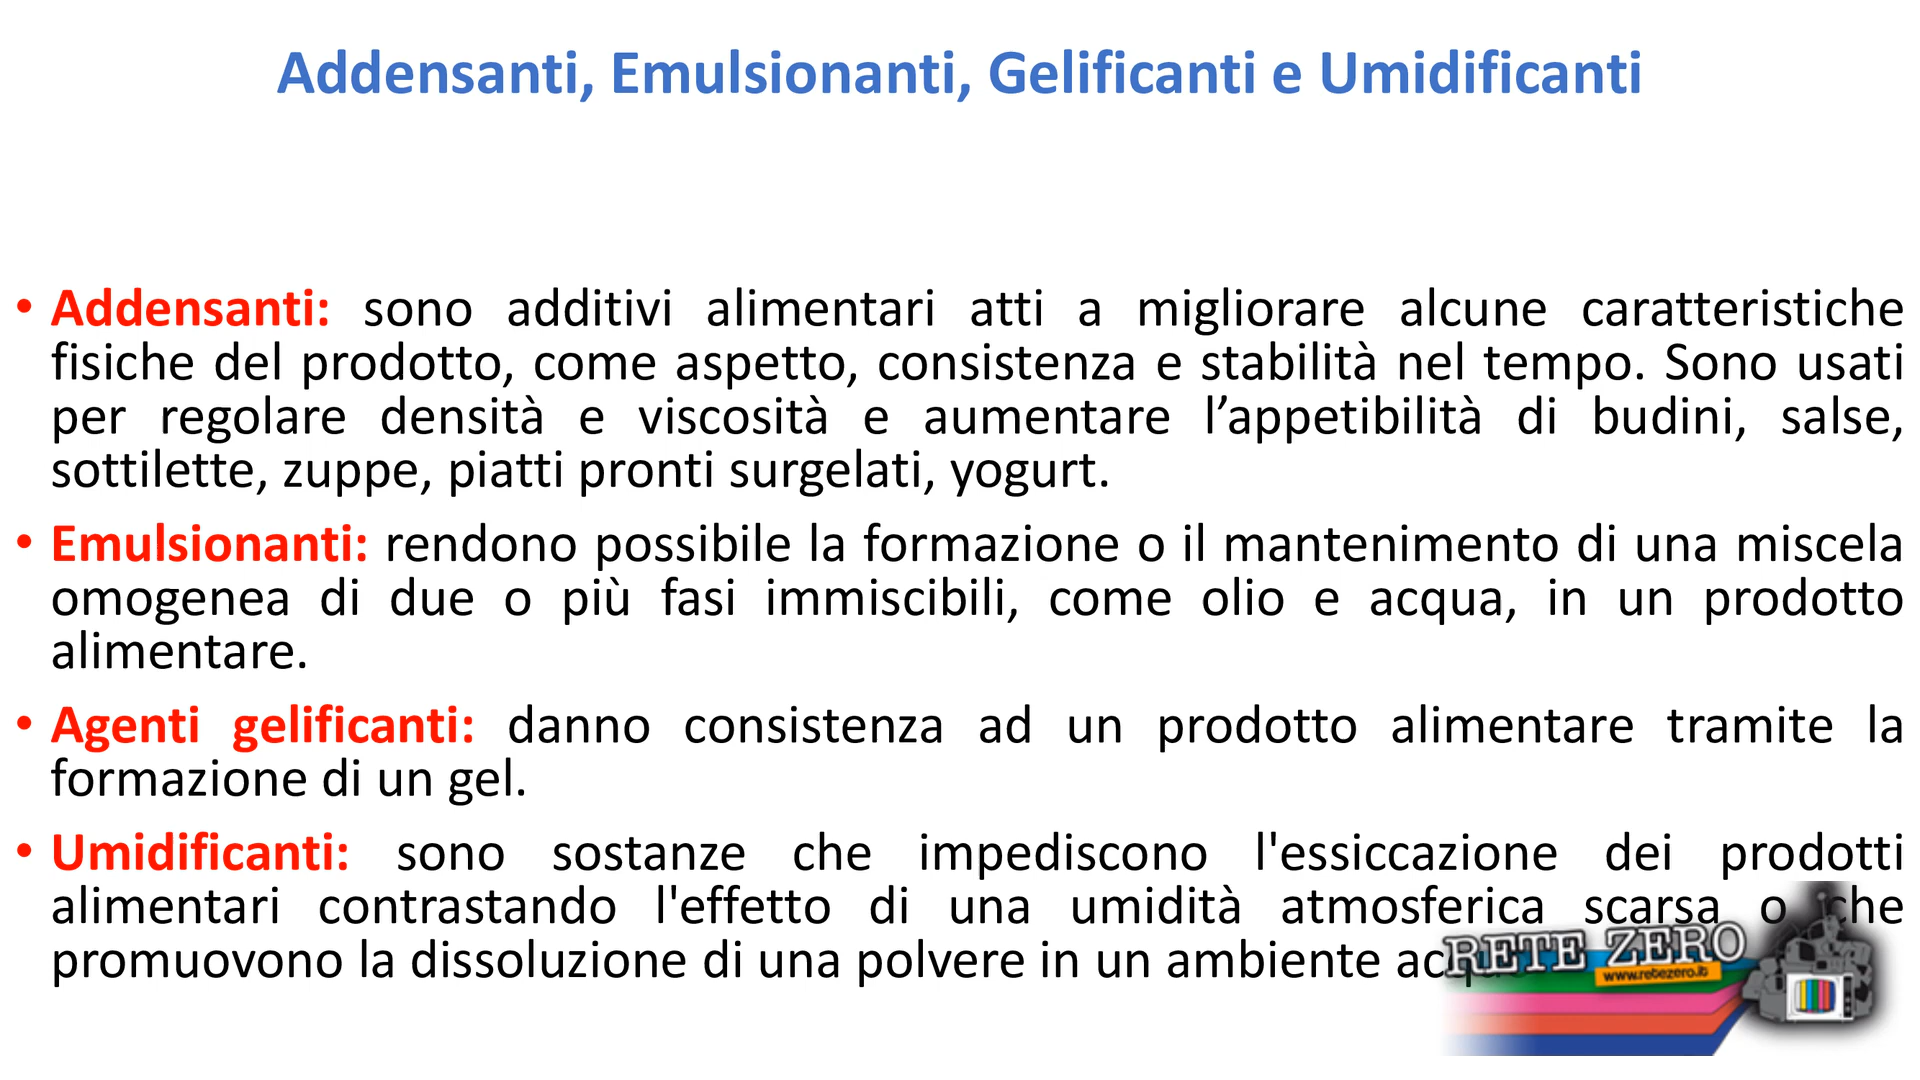 Addensanti, Emulsionanti, Gelificanti e Umidificanti
• Addensanti: sono additivi alimentari atti a migliorare alcune caratteristiche
fisiche del prodotto, come aspetto, consistenza e stabilità nel tempo. Sono usati
per regolare densità e viscosità e aumentare l’appetibilità di budini, salse,
sottilette, zuppe, piatti pronti surgelati, yogurt.
• Emulsionanti: rendono possibile la formazione o il mantenimento di una miscela
omogenea di due o più fasi immiscibili, come olio e acqua, in un prodotto
alimentare.
• Agenti gelificanti: danno consistenza ad un prodotto alimentare tramite la
formazione di un gel.
• Umidificanti: sono sostanze che impediscono l'essiccazione dei prodotti
alimentari contrastando l'effetto di una umidità atmosferica scarsa o che
promuovono la dissoluzione di una polvere in un ambiente
RETE ZERO
www.retezero.it